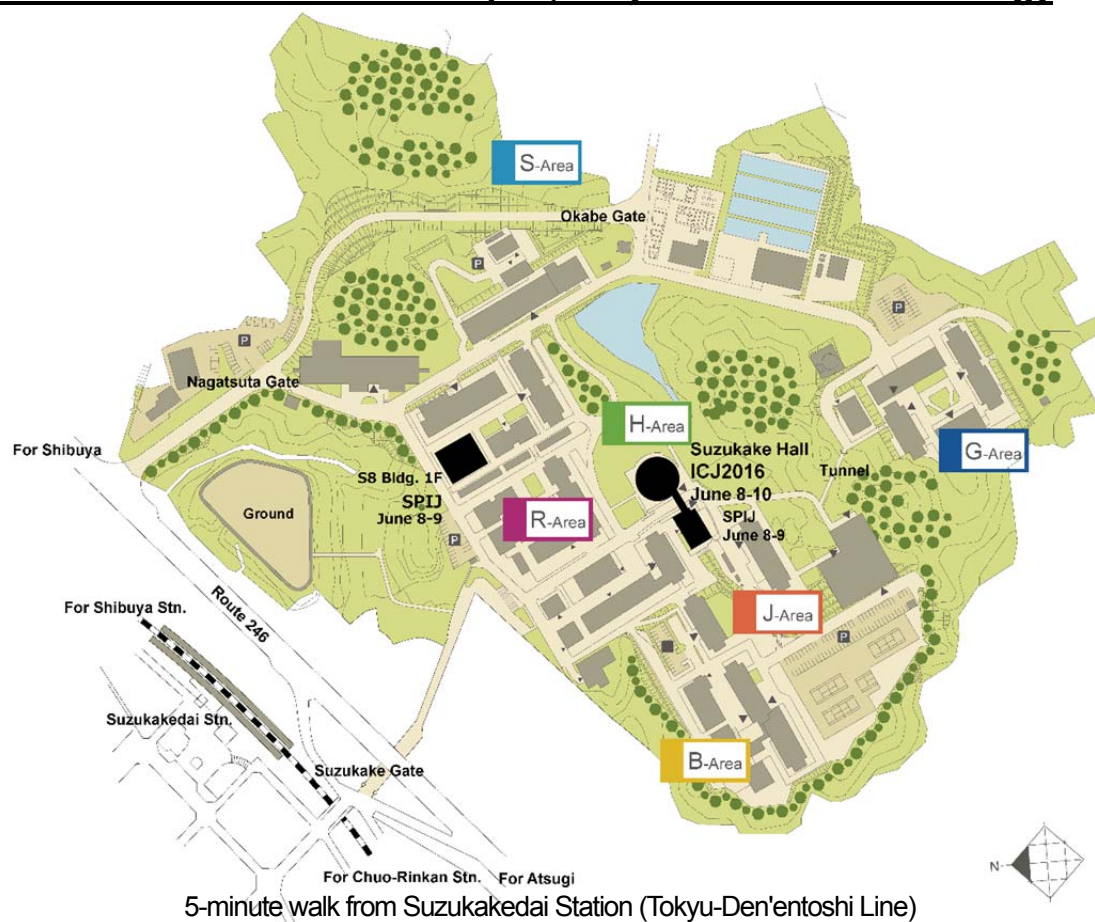 S-Area
Okabe Gate
P
P
P
Nagatsuta Gate
For Shibuya
H-Area
Suzukake Hall
ICJ2016
June 8-10
SPIJ
June 8-9
G-Area
Tunnel
S8 Bldg. 1F
SPIJ
June 8-9
Ground
R-Area
P
J-Area
P
For Shibuya Stn.
Route 246
Suzukakedai Stn.
Suzukake Gate
B-Area
N
For Chuo-Rinkan Stn.
For Atsugi
5-minute walk from Suzukakedai Station (Tokyu-Den'entoshi Line)